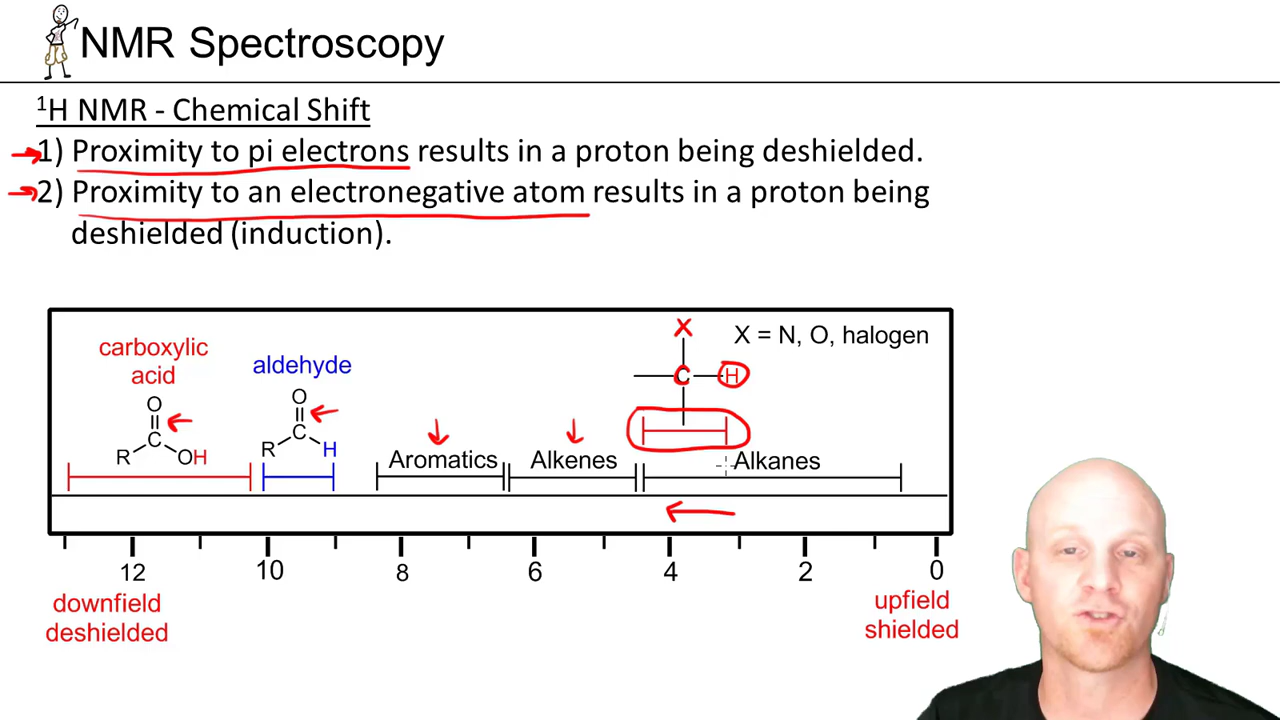 NMR Spectroscopy
¹H NMR - Chemical Shift
1) Proximity to pi electrons results in a proton being deshielded.
2) Proximity to an electronegative atom results in a proton being
deshielded (induction).
X
X = N, O, halogen
carboxylic
acid
aldehyde
C H
O
O
C
C
R
OH
R
H
Aromatics
Alkenes
Alkanes
12
10
8
6
4
2
0
downfield
deshielded
upfield
shielded